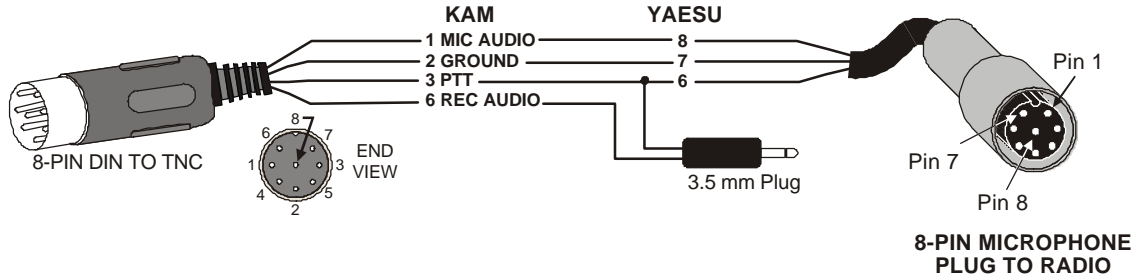 KAM YAESU
1 MIC AUDIO 8
2 GROUND 7
3 PTT 6
6 REC AUDIO
8-PIN DIN TO TNC
8
6 7
1 3
4 5
2
END
VIEW
3.5 mm Plug
Pin 1
Pin 7
Pin 8
8-PIN MICROPHONE
PLUG TO RADIO